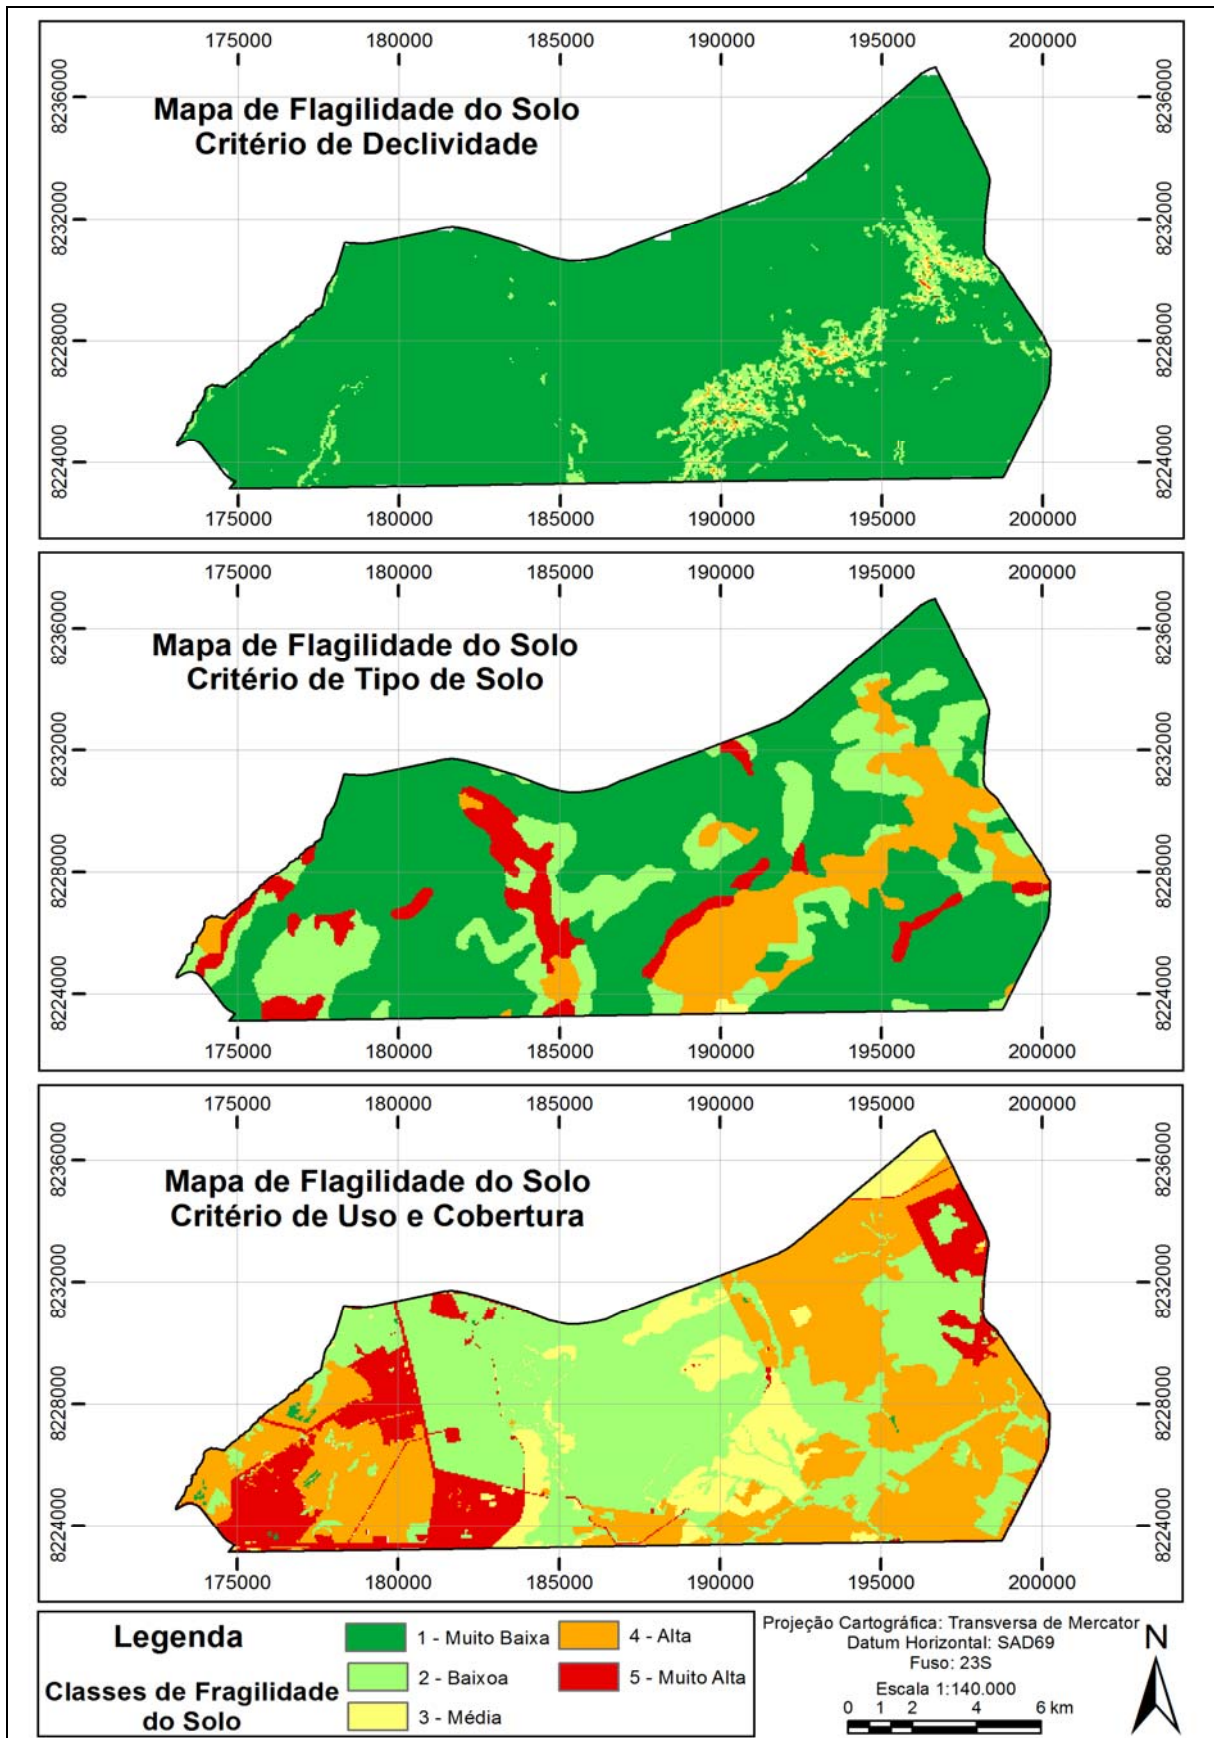 175000 180000 185000 190000 195000 200000
Mapa de Flagilidade do Solo
Critério de Declividade
8236000 8236000
8232000 8232000
8228000 8228000
8224000 8224000
175000 180000 185000 190000 195000 200000
175000 180000 185000 190000 195000 200000
Mapa de Flagilidade do Solo
Critério de Tipo de Solo
8236000 8236000
8232000 8232000
8228000 8228000
8224000 8224000
175000 180000 185000 190000 195000 200000
175000 180000 185000 190000 195000 200000
Mapa de Flagilidade do Solo
Critério de Uso e Cobertura
8236000 8236000
8232000 8232000
8228000 8228000
8224000 8224000
175000 180000 185000 190000 195000 200000
Legenda
Classes de Fragilidade
do Solo
1 - Muito Baixa
2 - Baixoa
3 - Média
4 - Alta
5 - Muito Alta
Projeção Cartográfica: Transversa de Mercator
Datum Horizontal: SAD69
Fuso: 23S
Escala 1:140.000
0 1 2 4 6 km
N